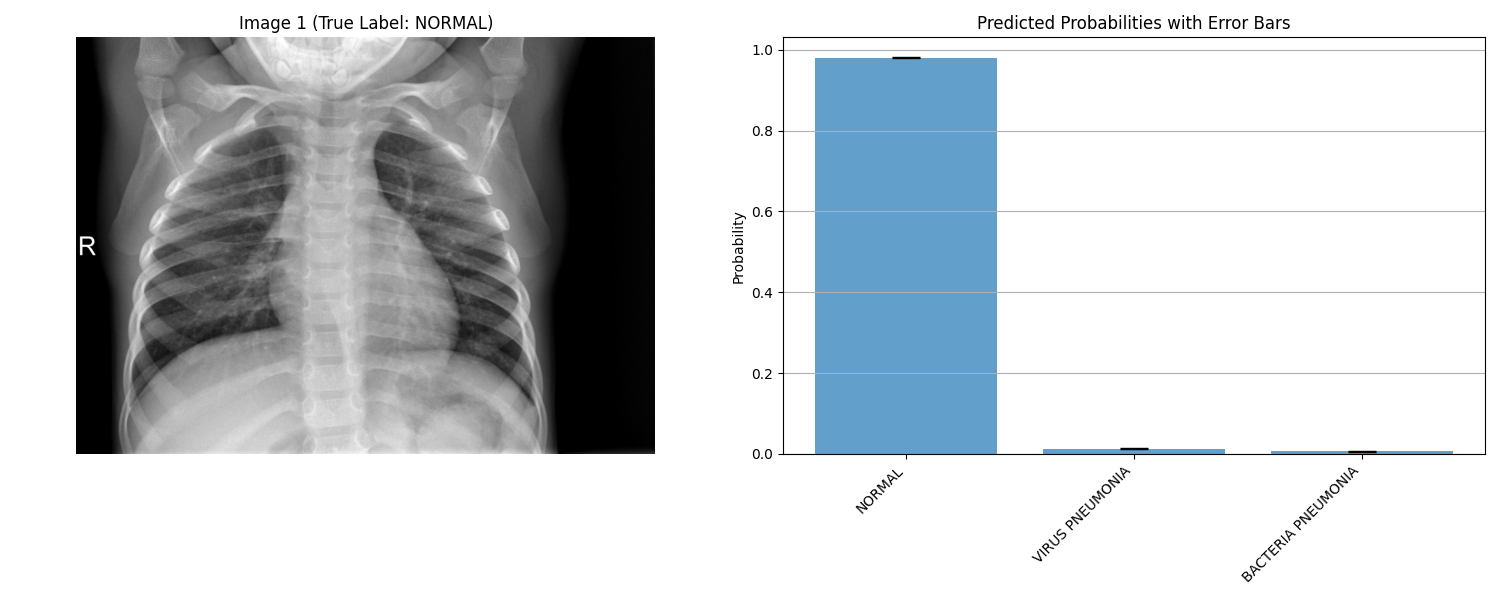 Image 1 (True Label: NORMAL)
R
Predicted Probabilities with Error Bars
Probability
1.0
0.8
0.6
0.4
0.2
0.0
NORMAL
VIRUS PNEUMONIA
BACTERIA PNEUMONIA